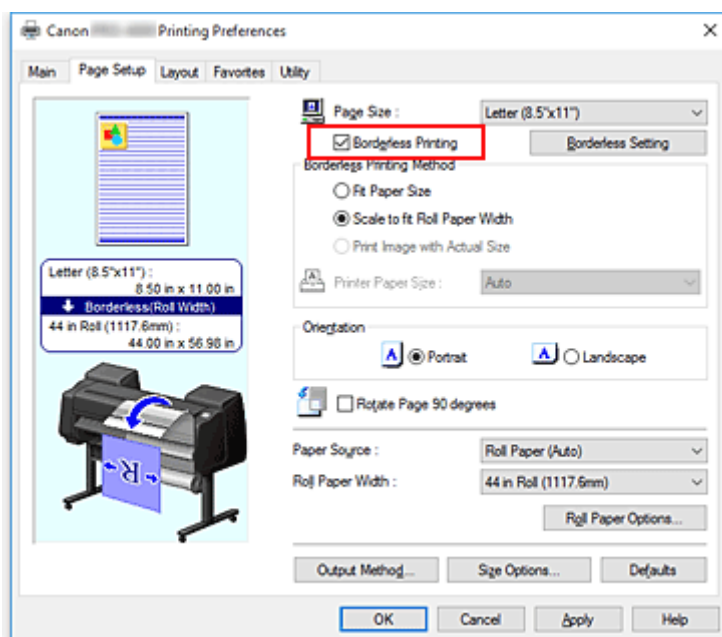 Canon Printing Preferences
Main Page Setup Layout Favorites Utility
Page Size : Letter (8.5"x11")
Borderless Printing Borderless Setting
Borderless Printing Method
Fit Paper Size
Scale to fit Roll Paper Width
Print Image with Actual Size
Printer Paper Size : Auto
Letter (8.5"x11") :
8.50 in x 11.00 in
Borderless(Roll Width)
44 in Roll (1117.6mm) :
44.00 in x 56.98 in
Orientation
A Portrait A Landscape
Rotate Page 90 degrees
R
Paper Source : Roll Paper (Auto)
Roll Paper Width : 44 in Roll (1117.6mm)
Roll Paper Options...
Output Method... Size Options... Defaults
OK Cancel Apply Help